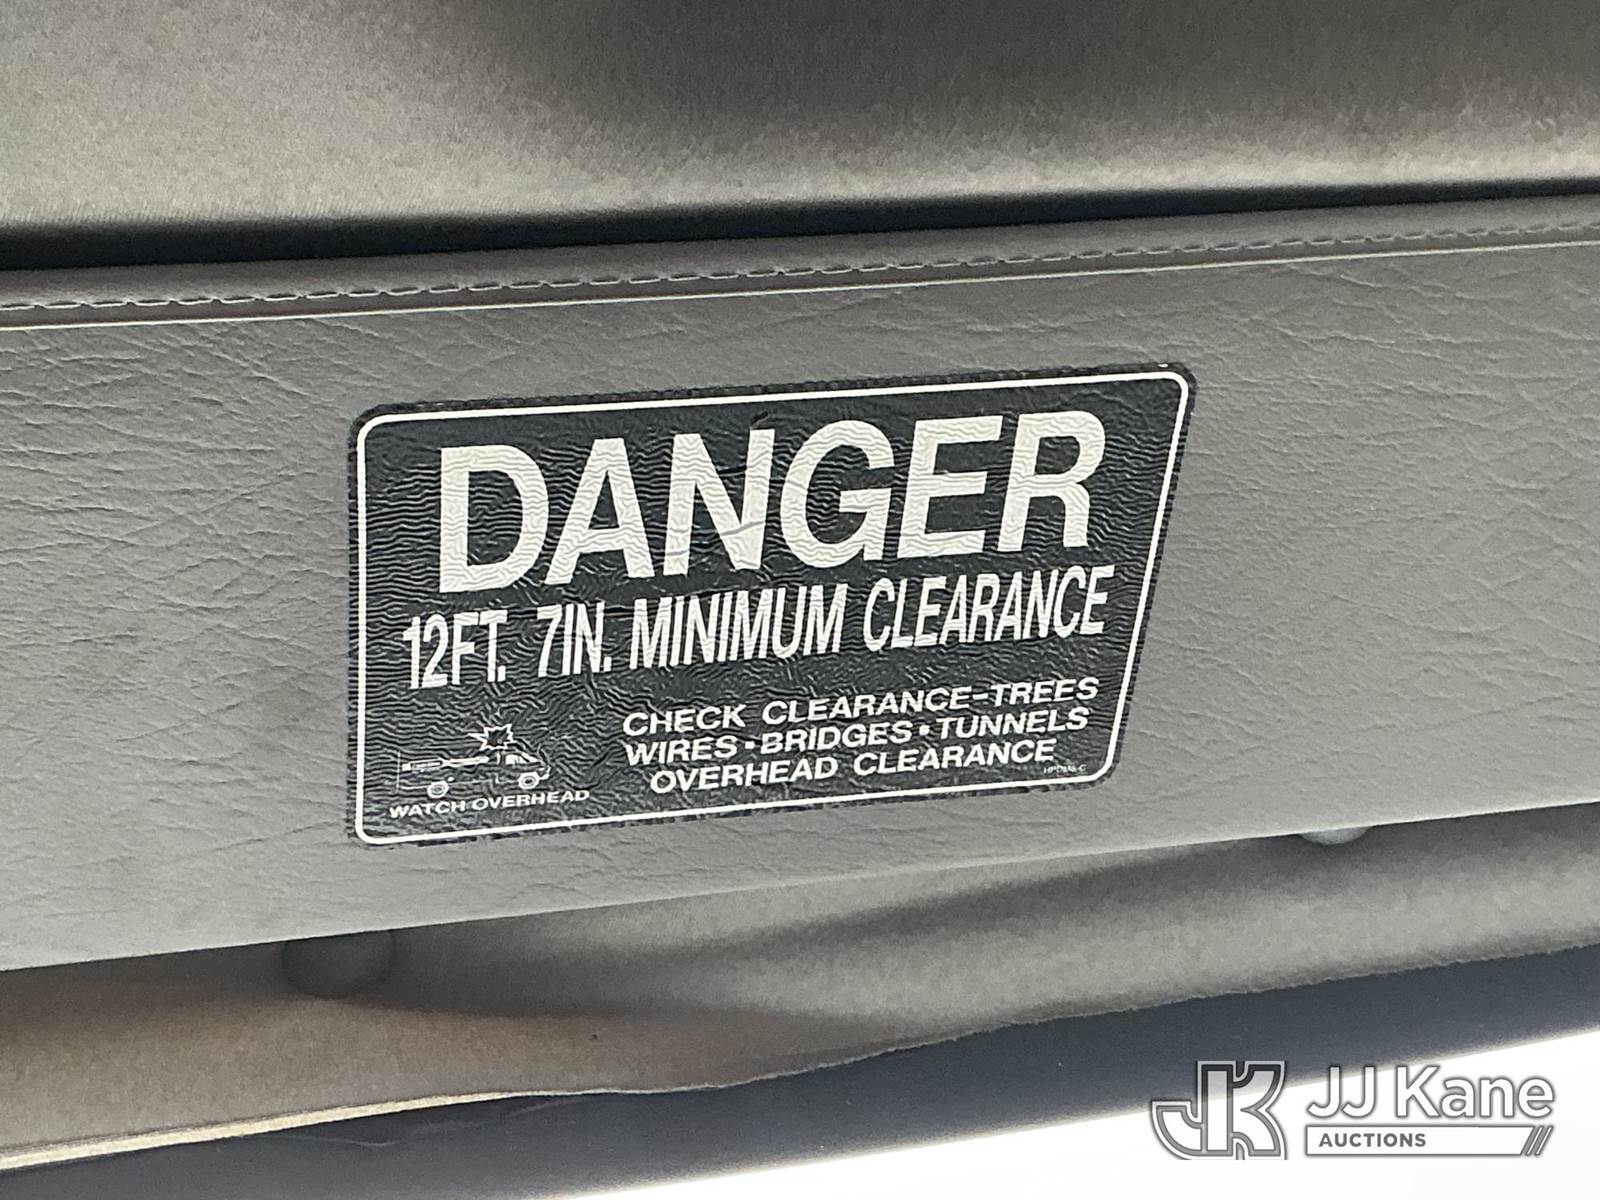 DANGER
12FT. 7IN. MINIMUM CLEARANCE
CHECK CLEARANCE-TREES
WIRES • BRIDGES • TUNNELS
OVERHEAD CLEARANCE
WATCH OVERHEAD
JJ Kane
AUCTIONS